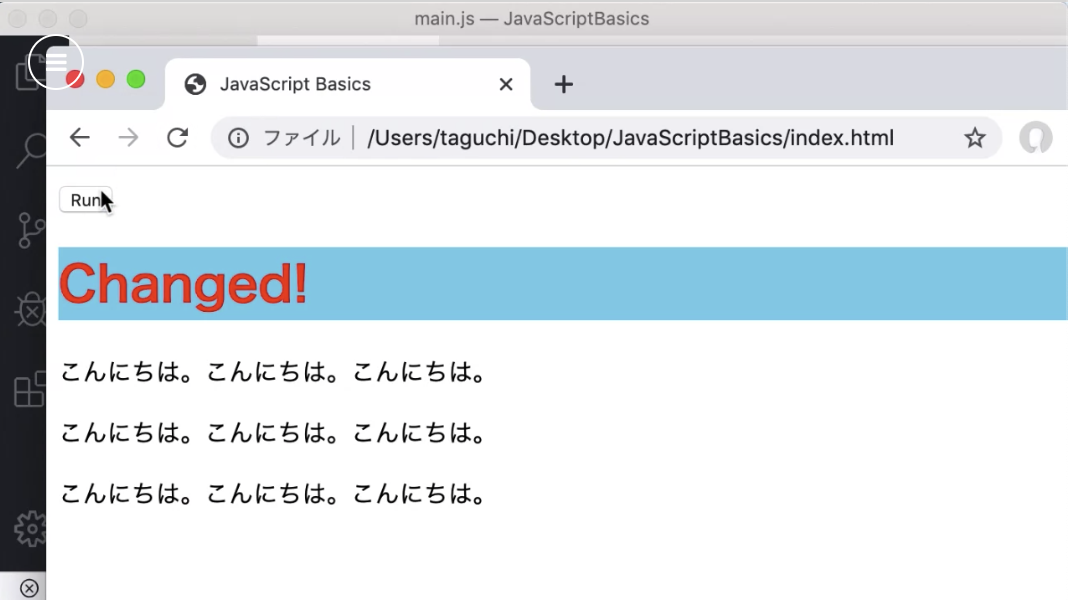 main.js — JavaScriptBasics
JavaScript Basics
ファイル | /Users/taguchi/Desktop/JavaScriptBasics/index.html
Run
Changed!
こんにちは。こんにちは。こんにちは。
こんにちは。こんにちは。こんにちは。
こんにちは。こんにちは。こんにちは。